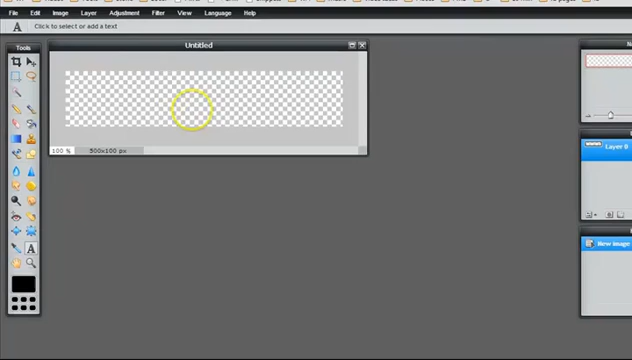 File Edit Image Layer Adjustment Filter View Language Help
A Click to select or add a text
Tools
Untitled
100 % 500x100 px
A
Layer 0
New image